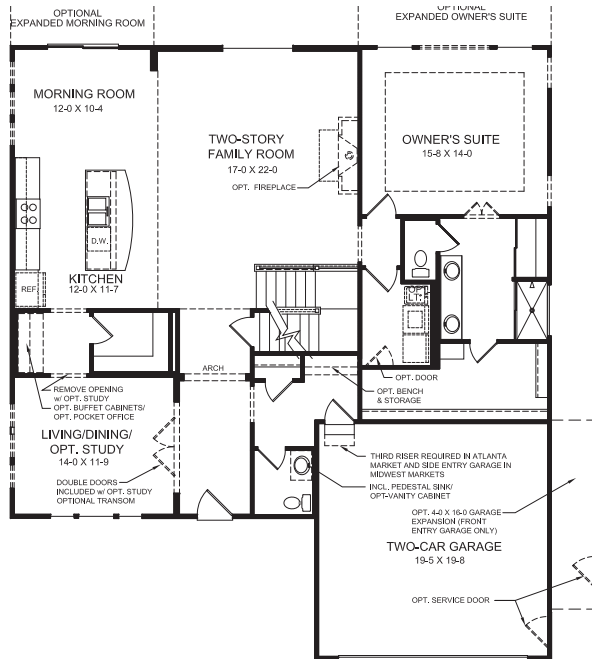 OPTIONAL
EXPANDED MORNING ROOM
OPTIONAL
EXPANDED OWNER'S SUITE
MORNING ROOM
12-0 X 10-4
TWO-STORY
FAMILY ROOM
17-0 X 22-0
OPT. FIREPLACE
OWNER'S SUITE
15-8 X 14-0
D.W.
KITCHEN
12-0 X 11-7
REF.
OPT.
LT.
ARCH
OPT. DOOR
OPT. BENCH
& STORAGE
REMOVE OPENING
w/ OPT. STUDY
OPT. BUFFET CABINETS/
OPT. POCKET OFFICE
LIVING/DINING/
OPT. STUDY
14-0 X 11-9
DOUBLE DOORS
INCLUDED w/ OPT. STUDY
OPTIONAL TRANSOM
THIRD RISER REQUIRED IN ATLANTA
MARKET AND SIDE ENTRY GARAGE IN
MIDWEST MARKETS
INCL. PEDESTAL SINK/
OPT-VANITY CABINET
OPT. 4-0 X 16-0 GARAGE
EXPANSION (FRONT
ENTRY GARAGE ONLY)
TWO-CAR GARAGE
19-5 X 19-8
OPT. SERVICE DOOR